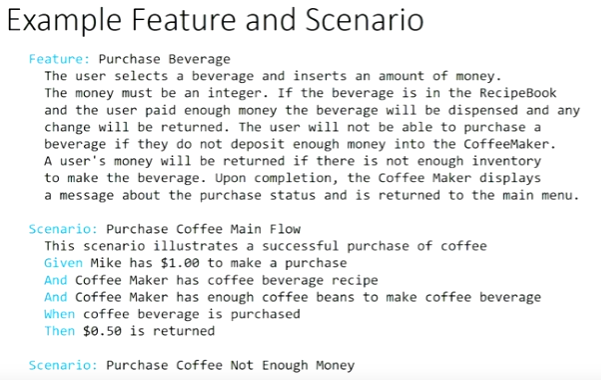 Example Feature and Scenario
Feature: Purchase Beverage
The user selects a beverage and inserts an amount of money.
The money must be an integer. If the beverage is in the RecipeBook
and the user paid enough money the beverage will be dispensed and any
change will be returned. The user will not be able to purchase a
beverage if they do not deposit enough money into the CoffeeMaker.
A user's money will be returned if there is not enough inventory
to make the beverage. Upon completion, the Coffee Maker displays
a message about the purchase status and is returned to the main menu.
Scenario: Purchase Coffee Main Flow
This scenario illustrates a successful purchase of coffee
Given Mike has $1.00 to make a purchase
And Coffee Maker has coffee beverage recipe
And Coffee Maker has enough coffee beans to make coffee beverage
When coffee beverage is purchased
Then $0.50 is returned
Scenario: Purchase Coffee Not Enough Money